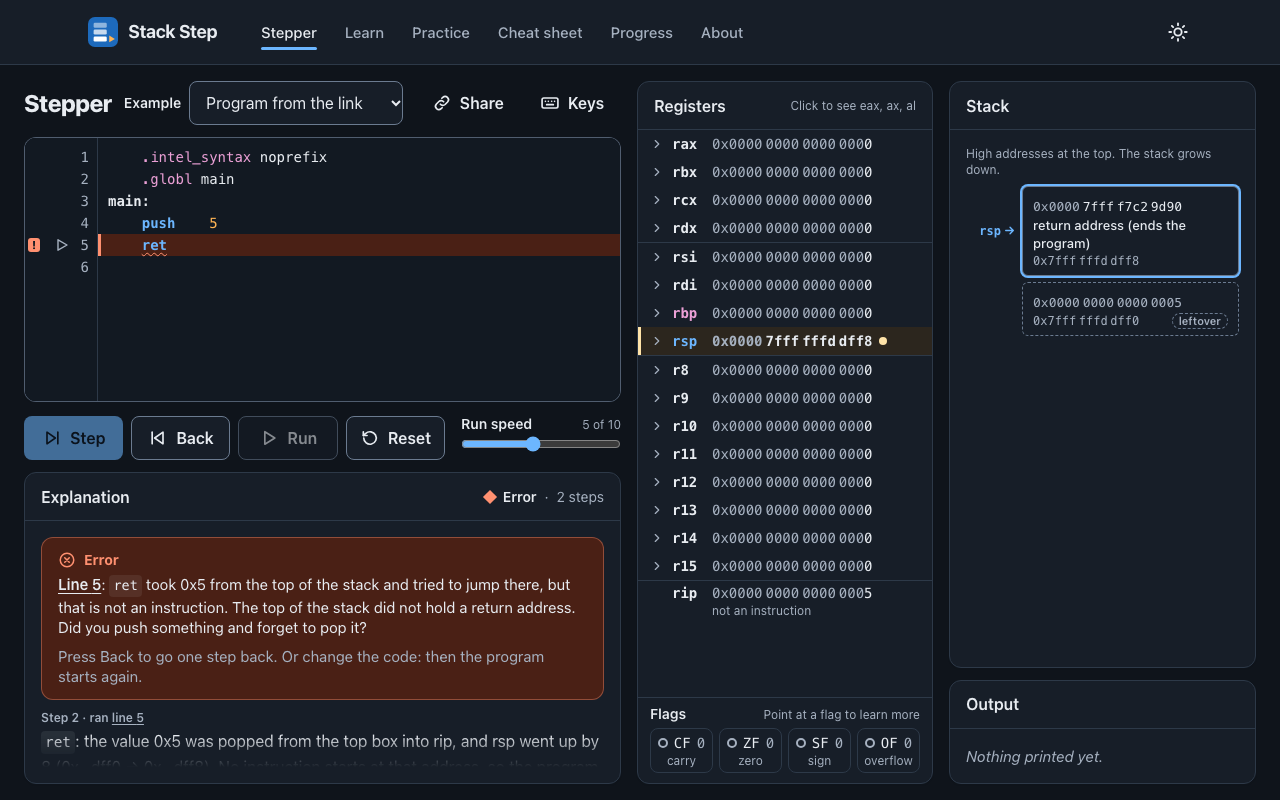 Stack Step
Stepper
Learn
Practice
Cheat sheet
Progress
About
Stepper
Example
Program from the link
Share
Keys
1 .intel_syntax noprefix
2 .globl main
3 main:
4 push 5
5 ret
6
Step
Back
Run
Reset
Run speed
5 of 10
Explanation
Error · 2 steps
Error
Line 5: ret took 0x5 from the top of the stack and tried to jump there, but
that is not an instruction. The top of the stack did not hold a return address.
Did you push something and forget to pop it?
Press Back to go one step back. Or change the code: then the program
starts again.
Step 2 · ran line 5
ret: the value 0x5 was popped from the top box into rip, and rsp went up by
Registers
Click to see eax, ax, al
rax 0x0000 0000 0000 0000
rbx 0x0000 0000 0000 0000
rcx 0x0000 0000 0000 0000
rdx 0x0000 0000 0000 0000
rsi 0x0000 0000 0000 0000
rdi 0x0000 0000 0000 0000
rbp 0x0000 0000 0000 0000
rsp 0x0000 7fff fffd dff8
r8 0x0000 0000 0000 0000
r9 0x0000 0000 0000 0000
r10 0x0000 0000 0000 0000
r11 0x0000 0000 0000 0000
r12 0x0000 0000 0000 0000
r13 0x0000 0000 0000 0000
r14 0x0000 0000 0000 0000
r15 0x0000 0000 0000 0000
rip 0x0000 0000 0000 0005
not an instruction
Flags
Point at a flag to learn more
CF 0
carry
ZF 0
zero
SF 0
sign
OF 0
overflow
Stack
High addresses at the top. The stack grows
down.
rsp →
0x0000 7fff f7c2 9d90
return address (ends the
program)
0x7fff fffd dff8
0x0000 0000 0000 0005
0x7fff fffd dff0
leftover
Output
Nothing printed yet.